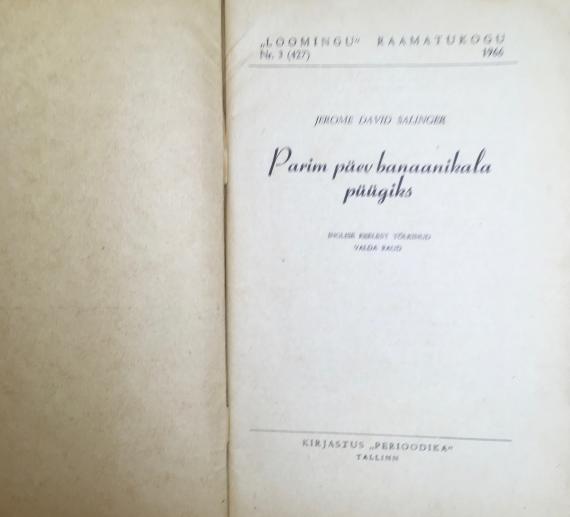 „LOOMINGU" RAAMATUKOGU
Nr. 3 (427) 1966
JEROME DAVID SALINGER
Parim päev banaanikala
püügiks
INGLISE KEELEST TÕLKINUD
VALDA RAUD
KIRJASTUS „PERIOODIKA"
TALLINN